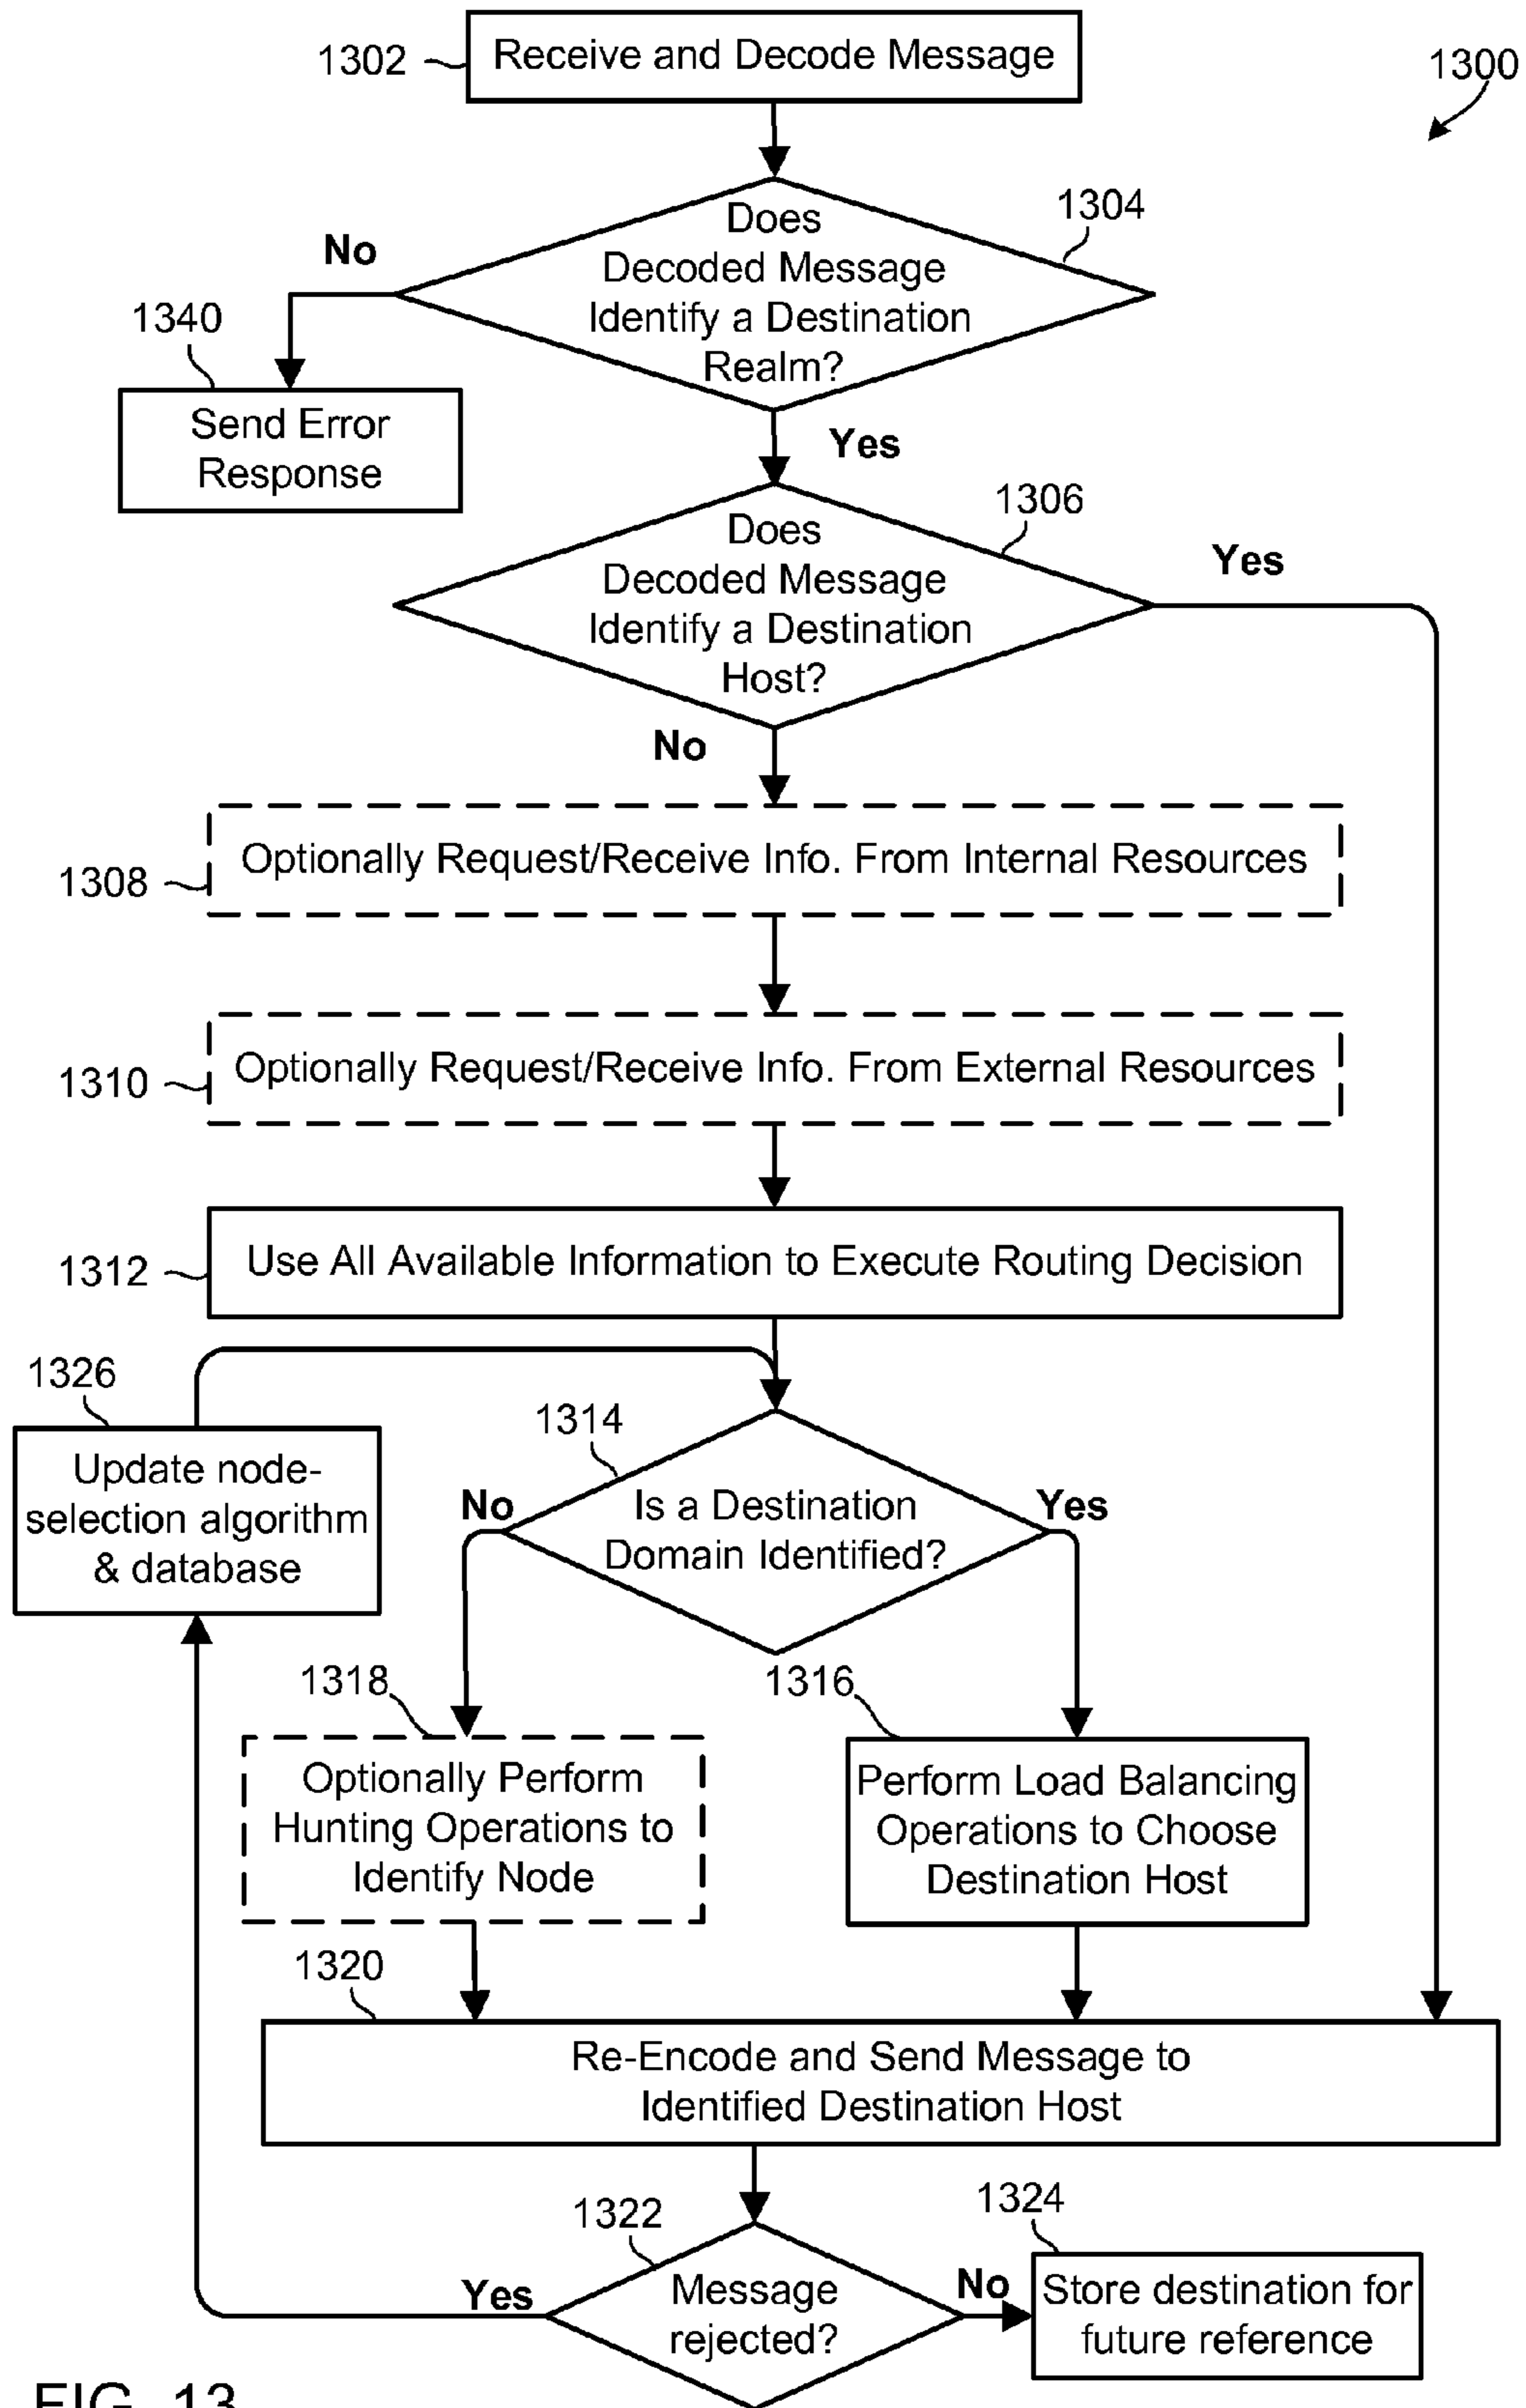 1302
Receive and Decode Message
1300
1304
Does
Decoded Message
Identify a Destination
Realm?
No
1340
Send Error
Response
Yes
1306
Does
Decoded Message
Identify a Destination
Host?
Yes
No
1308
Optionally Request/Receive Info. From Internal Resources
1310
Optionally Request/Receive Info. From External Resources
1312
Use All Available Information to Execute Routing Decision
1326
Update node-
selection algorithm
& database
1314
No
Is a Destination
Domain Identified?
Yes
1318
Optionally Perform
Hunting Operations to
Identify Node
1316
Perform Load Balancing
Operations to Choose
Destination Host
1320
Re-Encode and Send Message to
Identified Destination Host
1322
Yes
Message
rejected?
No
1324
Store destination for
future reference
FIG. 13